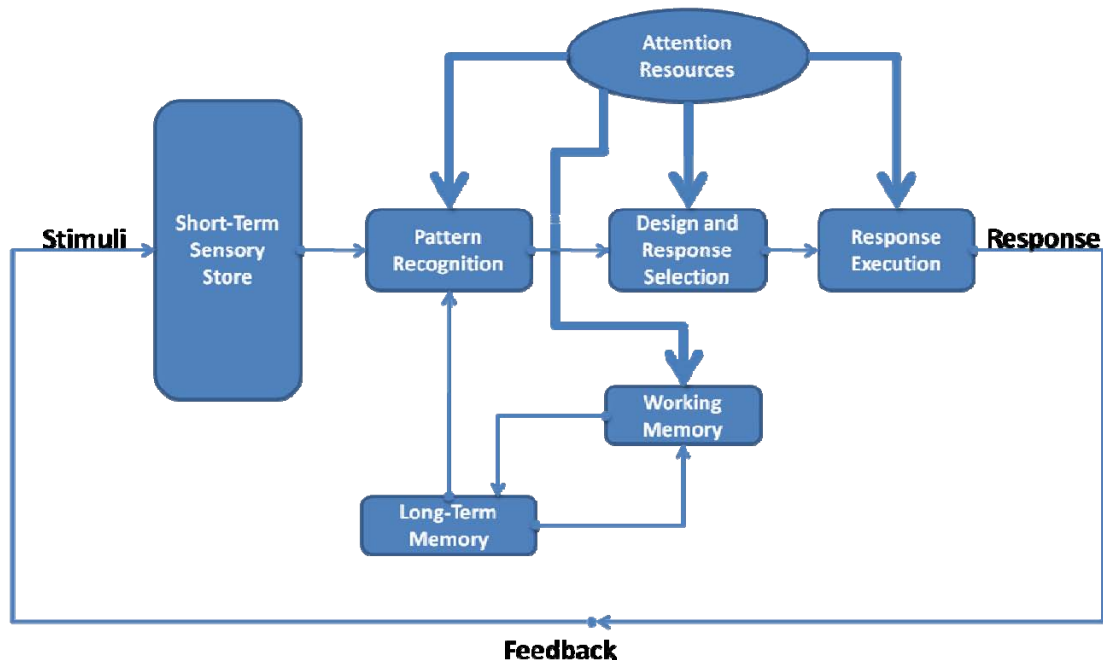 Attention
Resources
Short-Term
Sensory
Store
Stimuli
Pattern
Recognition
Design and
Response
Selection
Response
Execution
Response
Working
Memory
Long-Term
Memory
Feedback